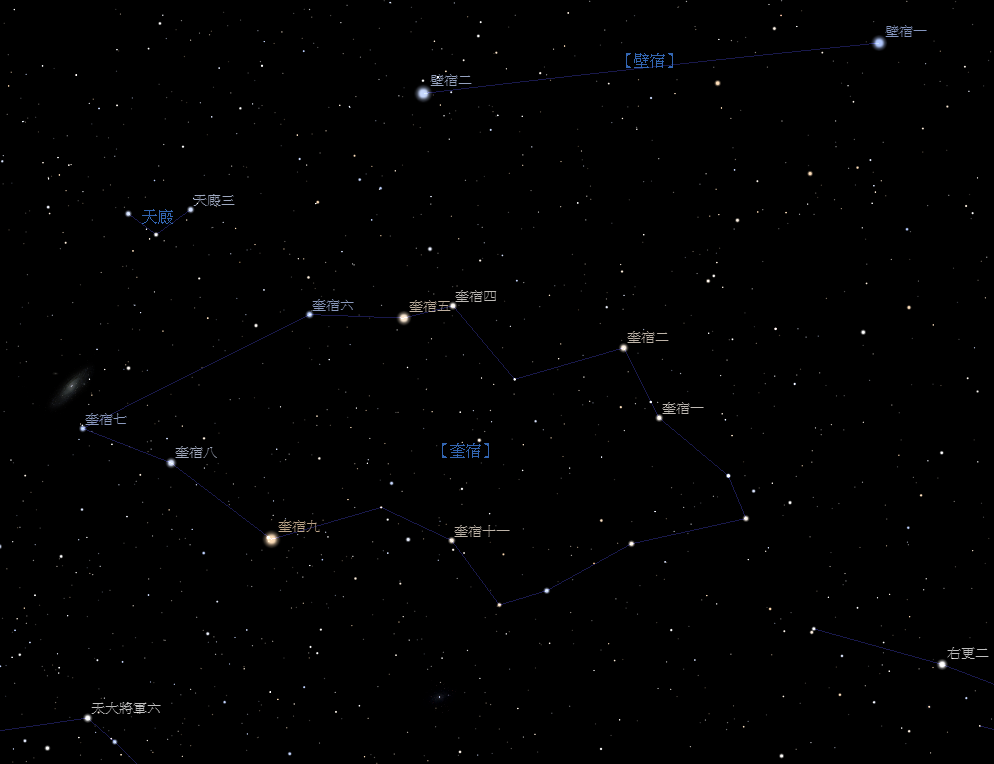 壁宿一
【壁宿】
壁宿二
天廄三
天廄
奎宿四
奎宿六
奎宿五
奎宿二
奎宿一
奎宿七
【奎宿】
奎宿八
奎宿九
奎宿十一
右更二
天大將軍六